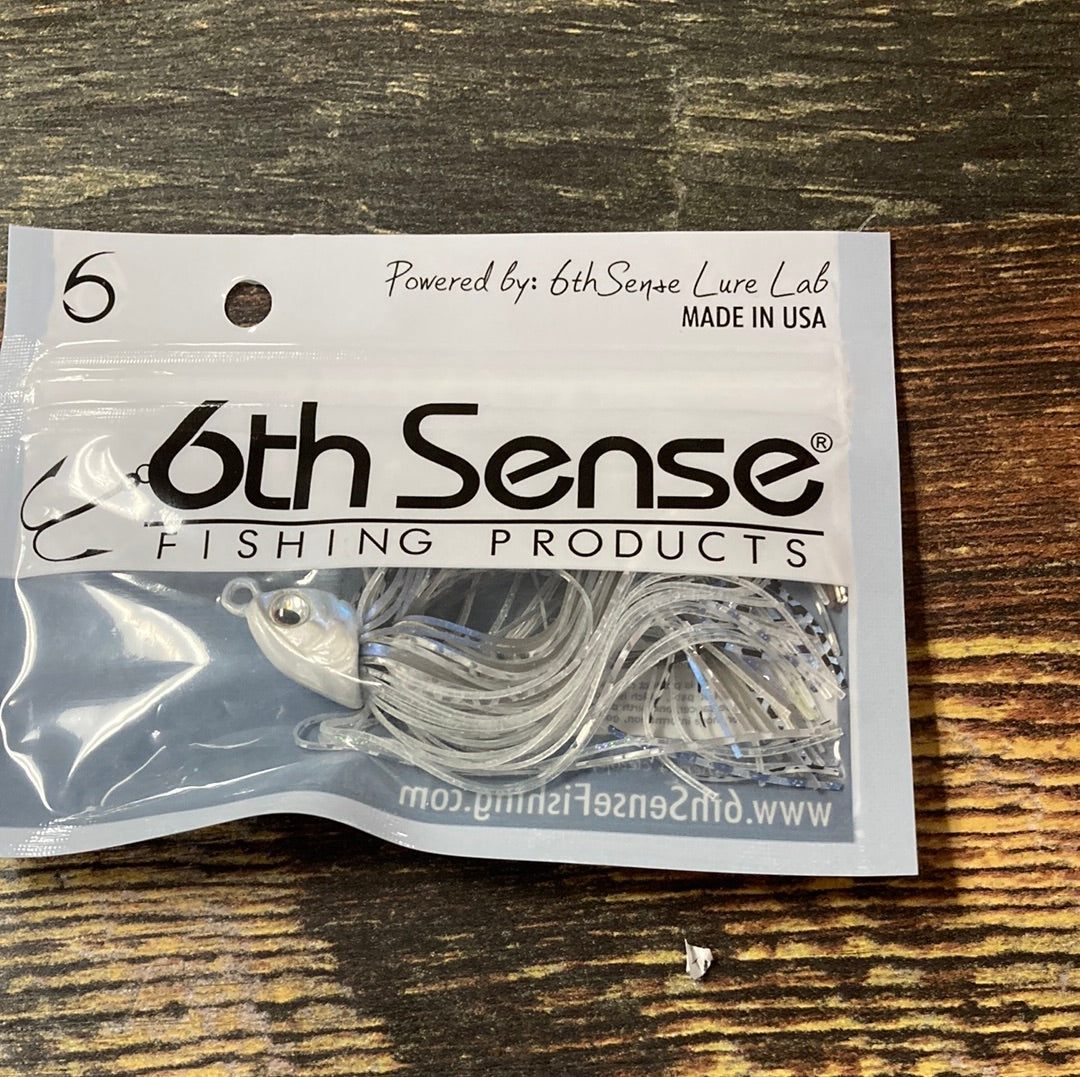 6
Powered by: 6thSense Lure Lab
MADE IN USA
6th Sense®
FISHING PRODUCTS
www.6thSenseFishing.com